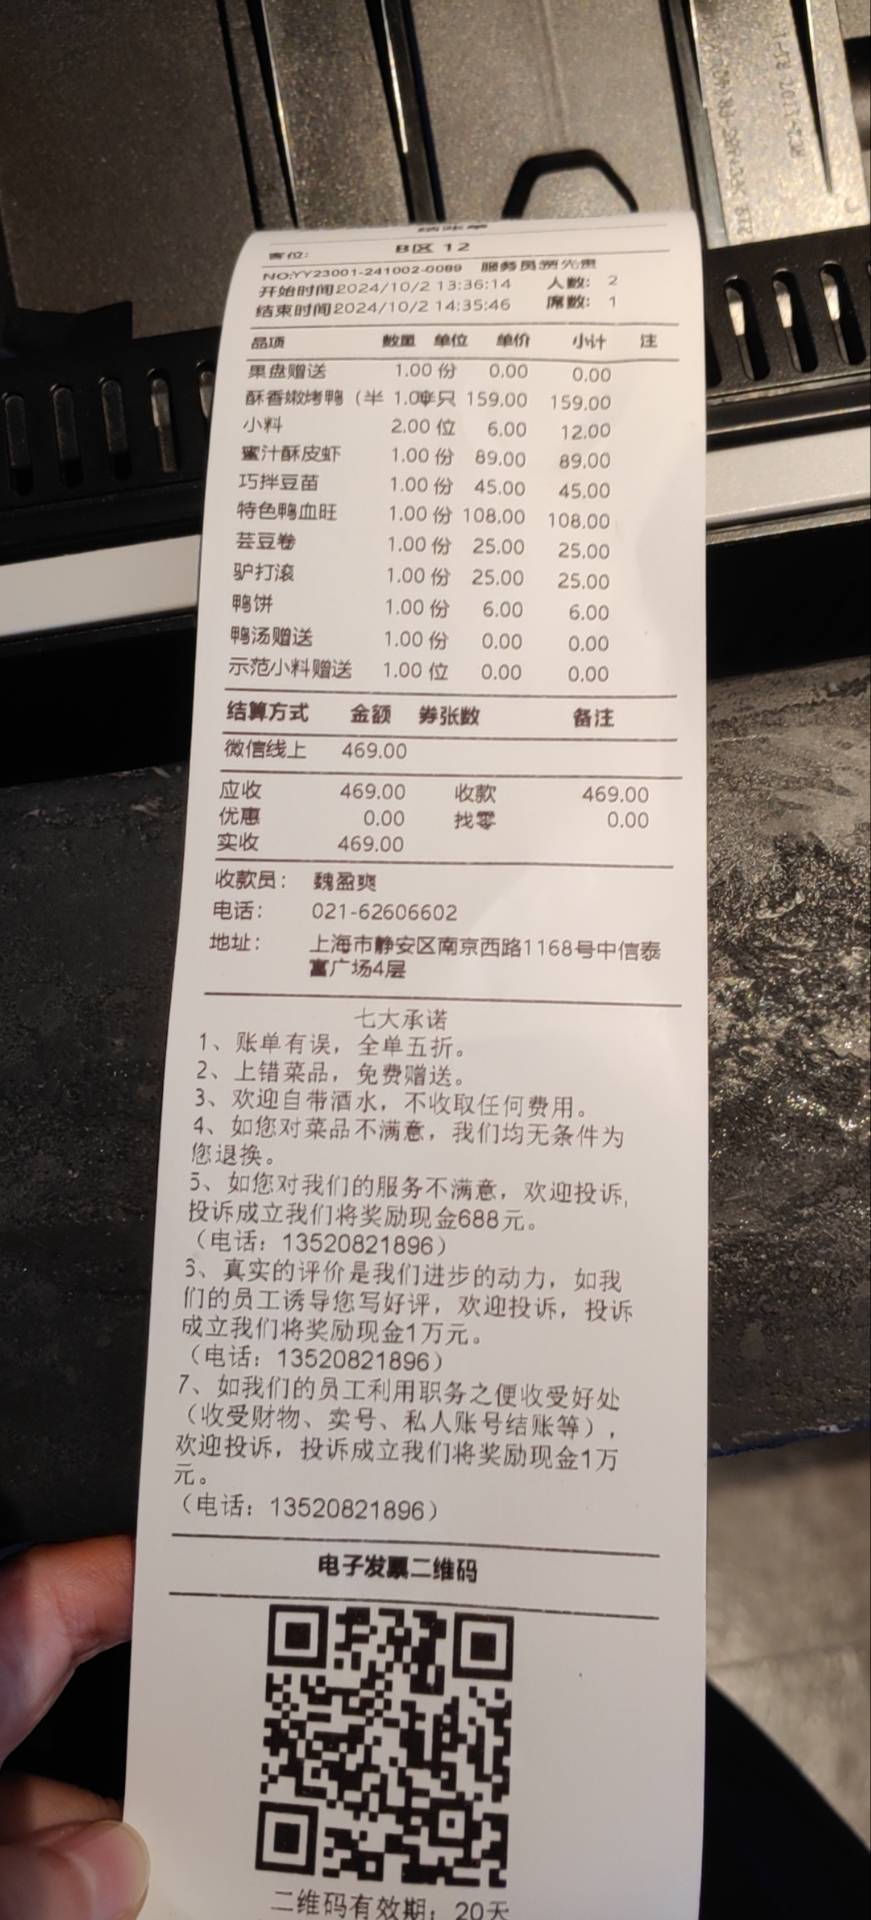 结账单
客位： B区 12
NO:YY23001-241002-0089 服务员
开始时间2024/10/2 13:36:14 人数： 2
结束时间2024/10/2 14:35:46 席数： 1
品项 数量 单位 单价 小计 注
果盘赠送 1.00 份 0.00 0.00
酥香嫩烤鸭（半 1.00 半只 159.00 159.00
小料 2.00 位 6.00 12.00
蜜汁酥皮虾 1.00 份 89.00 89.00
巧拌豆苗 1.00 份 45.00 45.00
特色鸭血旺 1.00 份 108.00 108.00
芸豆卷 1.00 份 25.00 25.00
驴打滚 1.00 份 25.00 25.00
鸭饼 1.00 份 6.00 6.00
鸭汤赠送 1.00 份 0.00 0.00
示范小料赠送 1.00 位 0.00 0.00
结算方式 金额 券张数 备注
微信线上 469.00
应收 469.00 收款 469.00
优惠 0.00 找零 0.00
实收 469.00
收款员： 魏盈爽
电话： 021-62606602
地址： 上海市静安区南京西路1168号中信泰
富广场4层
七大承诺
1、账单有误，全单五折。
2、上错菜品，免费赠送。
3、欢迎自带酒水，不收取任何费用。
4、如您对菜品不满意，我们均无条件为
您退换。
5、如您对我们的服务不满意，欢迎投诉，
投诉成立我们将奖励现金688元。
（电话：13520821896）
6、真实的评价是我们进步的动力，如我
们的员工诱导您写好评，欢迎投诉，投诉
成立我们将奖励现金1万元。
（电话：13520821896）
7、如我们的员工利用职务之便收受好处
（收受财物、卖号、私人账号结账等），
欢迎投诉，投诉成立我们将奖励现金1万
元。
（电话：13520821896）
电子发票二维码
二维码有效期：20天